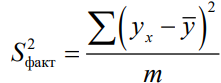 S²факт = ∑(yₓ − ȳ)² / m